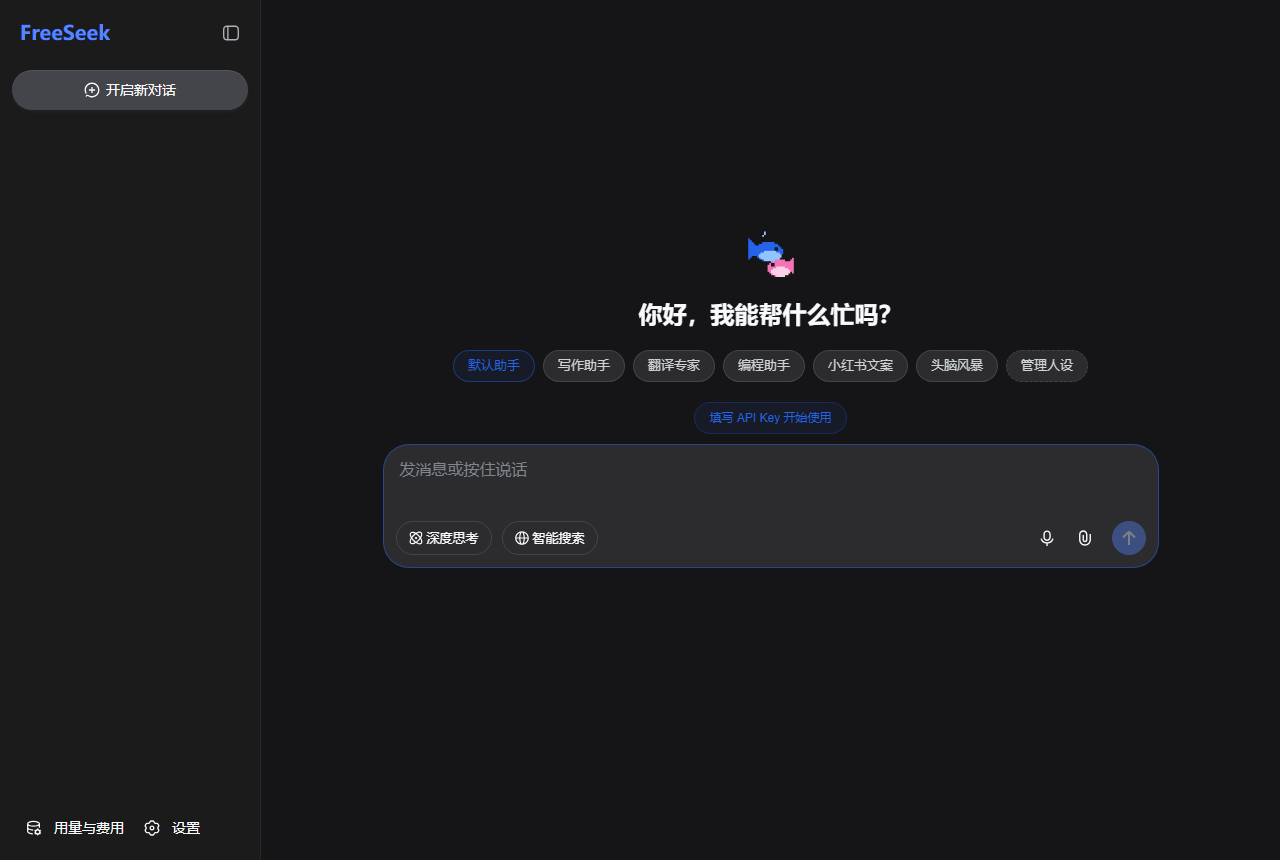 FreeSeek
开启新对话
你好，我能帮什么忙吗？
默认助手 写作助手 翻译专家 编程助手 小红书文案 头脑风暴 管理人设
填写 API Key 开始使用
发消息或按住说话
深度思考 智能搜索
用量与费用 设置